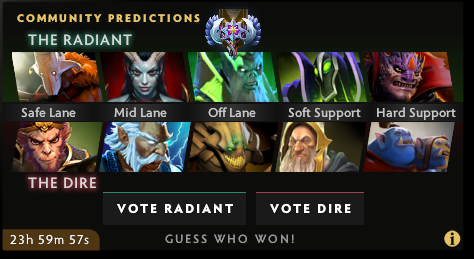 COMMUNITY PREDICTIONS
THE RADIANT
Safe Lane Mid Lane Off Lane Soft Support Hard Support
THE DIRE
VOTE RADIANT VOTE DIRE
23h 59m 57s GUESS WHO WON! i